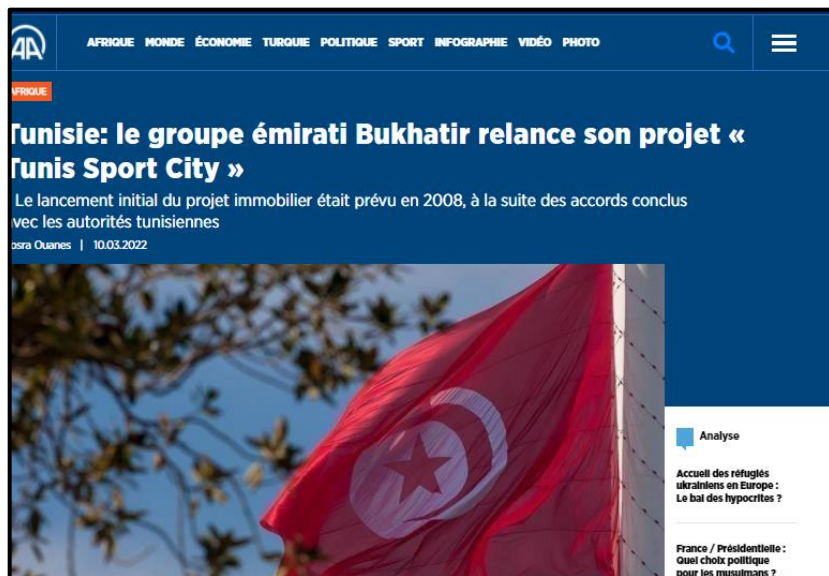 AA
AFRIQUE MONDE ÉCONOMIE TURQUIE POLITIQUE SPORT INFOGRAPHIE VIDÉO PHOTO
AFRIQUE
Tunisie: le groupe émirati Bukhatir relance son projet «
Tunis Sport City »
Le lancement initial du projet immobilier était prévu en 2008, à la suite des accords conclus
avec les autorités tunisiennes
osra Ouanes | 10.03.2022
Analyse
Accueil des réfugiés
ukrainiens en Europe :
Le bal des hypocrites ?
France / Présidentielle :
Quel choix politique
pour les musulmans ?